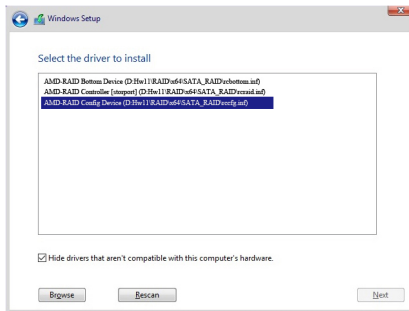 Windows Setup
Select the driver to install
AMD-RAID Bottom Device (D:Hw11\RAID\x64\SATA_RAID\rcbottom.inf)
AMD-RAID Controller [storport] (D:Hw11\RAID\x64\SATA_RAID\rcraid.inf)
AMD-RAID Config Device (D:Hw11\RAID\x64\SATA_RAID\rccfg.inf)
Hide drivers that aren't compatible with this computer's hardware.
Browse Rescan Next